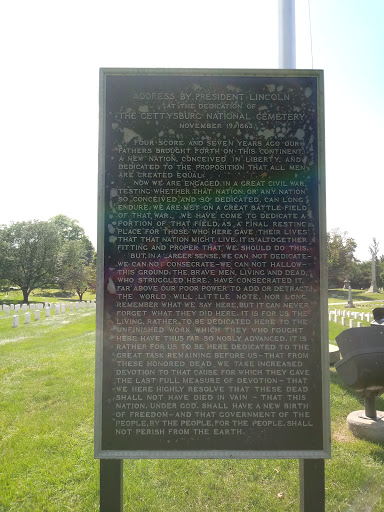 ADDRESS BY PRESIDENT LINCOLN
AT THE DEDICATION OF
THE GETTYSBURG NATIONAL CEMETERY
NOVEMBER 19, 1863.
FOUR SCORE AND SEVEN YEARS AGO OUR
FATHERS BROUGHT FORTH ON THIS CONTINENT,
A NEW NATION, CONCEIVED IN LIBERTY, AND
DEDICATED TO THE PROPOSITION THAT ALL MEN
ARE CREATED EQUAL.
NOW WE ARE ENGAGED IN A GREAT CIVIL WAR,
TESTING WHETHER THAT NATION, OR ANY NATION
SO CONCEIVED AND SO DEDICATED, CAN LONG
ENDURE. WE ARE MET ON A GREAT BATTLE-FIELD
OF THAT WAR. WE HAVE COME TO DEDICATE A
PORTION OF THAT FIELD, AS A FINAL RESTING
PLACE FOR THOSE WHO HERE GAVE THEIR LIVES
THAT THAT NATION MIGHT LIVE. IT IS ALTOGETHER
FITTING AND PROPER THAT WE SHOULD DO THIS.
BUT, IN A LARGER SENSE, WE CAN NOT DEDICATE—
WE CAN NOT CONSECRATE—WE CAN NOT HALLOW—
THIS GROUND. THE BRAVE MEN, LIVING AND DEAD,
WHO STRUGGLED HERE, HAVE CONSECRATED IT,
FAR ABOVE OUR POOR POWER TO ADD OR DETRACT.
THE WORLD WILL LITTLE NOTE, NOR LONG
REMEMBER WHAT WE SAY HERE, BUT IT CAN NEVER
FORGET WHAT THEY DID HERE. IT IS FOR US THE
LIVING, RATHER, TO BE DEDICATED HERE TO THE
UNFINISHED WORK WHICH THEY WHO FOUGHT
HERE HAVE THUS FAR SO NOBLY ADVANCED. IT IS
RATHER FOR US TO BE HERE DEDICATED TO THE
GREAT TASK REMAINING BEFORE US—THAT FROM
THESE HONORED DEAD WE TAKE INCREASED
DEVOTION TO THAT CAUSE FOR WHICH THEY GAVE
THE LAST FULL MEASURE OF DEVOTION—THAT
WE HERE HIGHLY RESOLVE THAT THESE DEAD
SHALL NOT HAVE DIED IN VAIN—THAT THIS
NATION, UNDER GOD, SHALL HAVE A NEW BIRTH
OF FREEDOM—AND THAT GOVERNMENT OF THE
PEOPLE, BY THE PEOPLE, FOR THE PEOPLE, SHALL
NOT PERISH FROM THE EARTH.